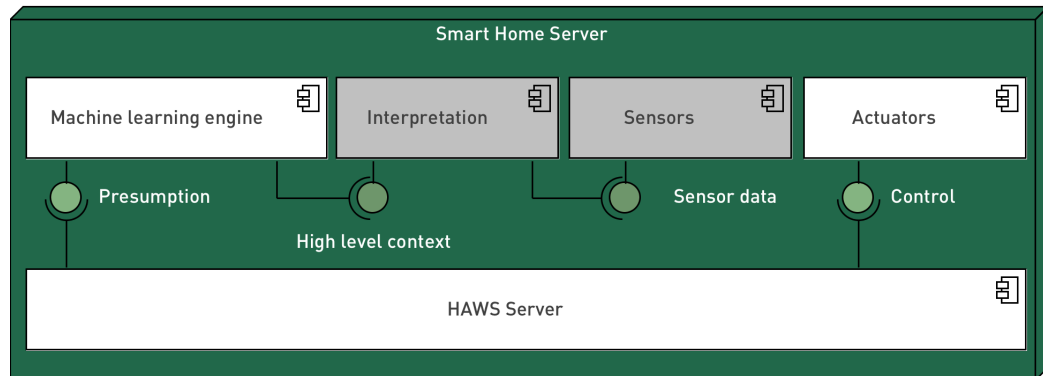 Smart Home Server
Machine learning engine
Interpretation
Sensors
Actuators
Presumption
Sensor data
Control
High level context
HAWS Server